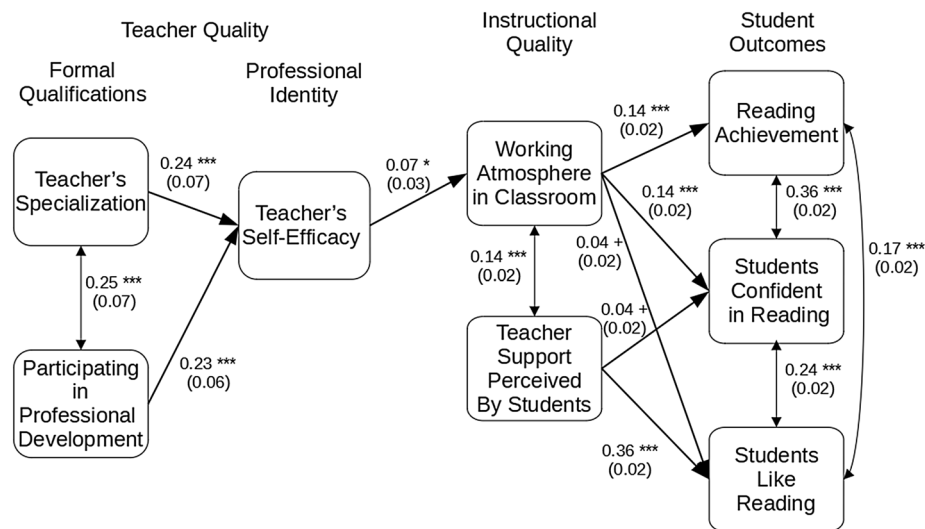 Teacher Quality
Instructional
Quality
Student
Outcomes
Formal
Qualifications
Professional
Identity
Teacher's
Specialization
0.24 ***
(0.07)
0.25 ***
(0.07)
Participating
in
Professional
Development
0.23 ***
(0.06)
Teacher's
Self-Efficacy
0.07 *
(0.03)
Working
Atmosphere
in Classroom
0.14 ***
(0.02)
Teacher
Support
Perceived
By Students
0.14 ***
(0.02)
0.14 ***
(0.02)
0.04 +
(0.02)
0.04 +
(0.02)
0.36 ***
(0.02)
Reading
Achievement
0.36 ***
(0.02)
Students
Confident
in Reading
0.24 ***
(0.02)
Students
Like
Reading
0.17 ***
(0.02)